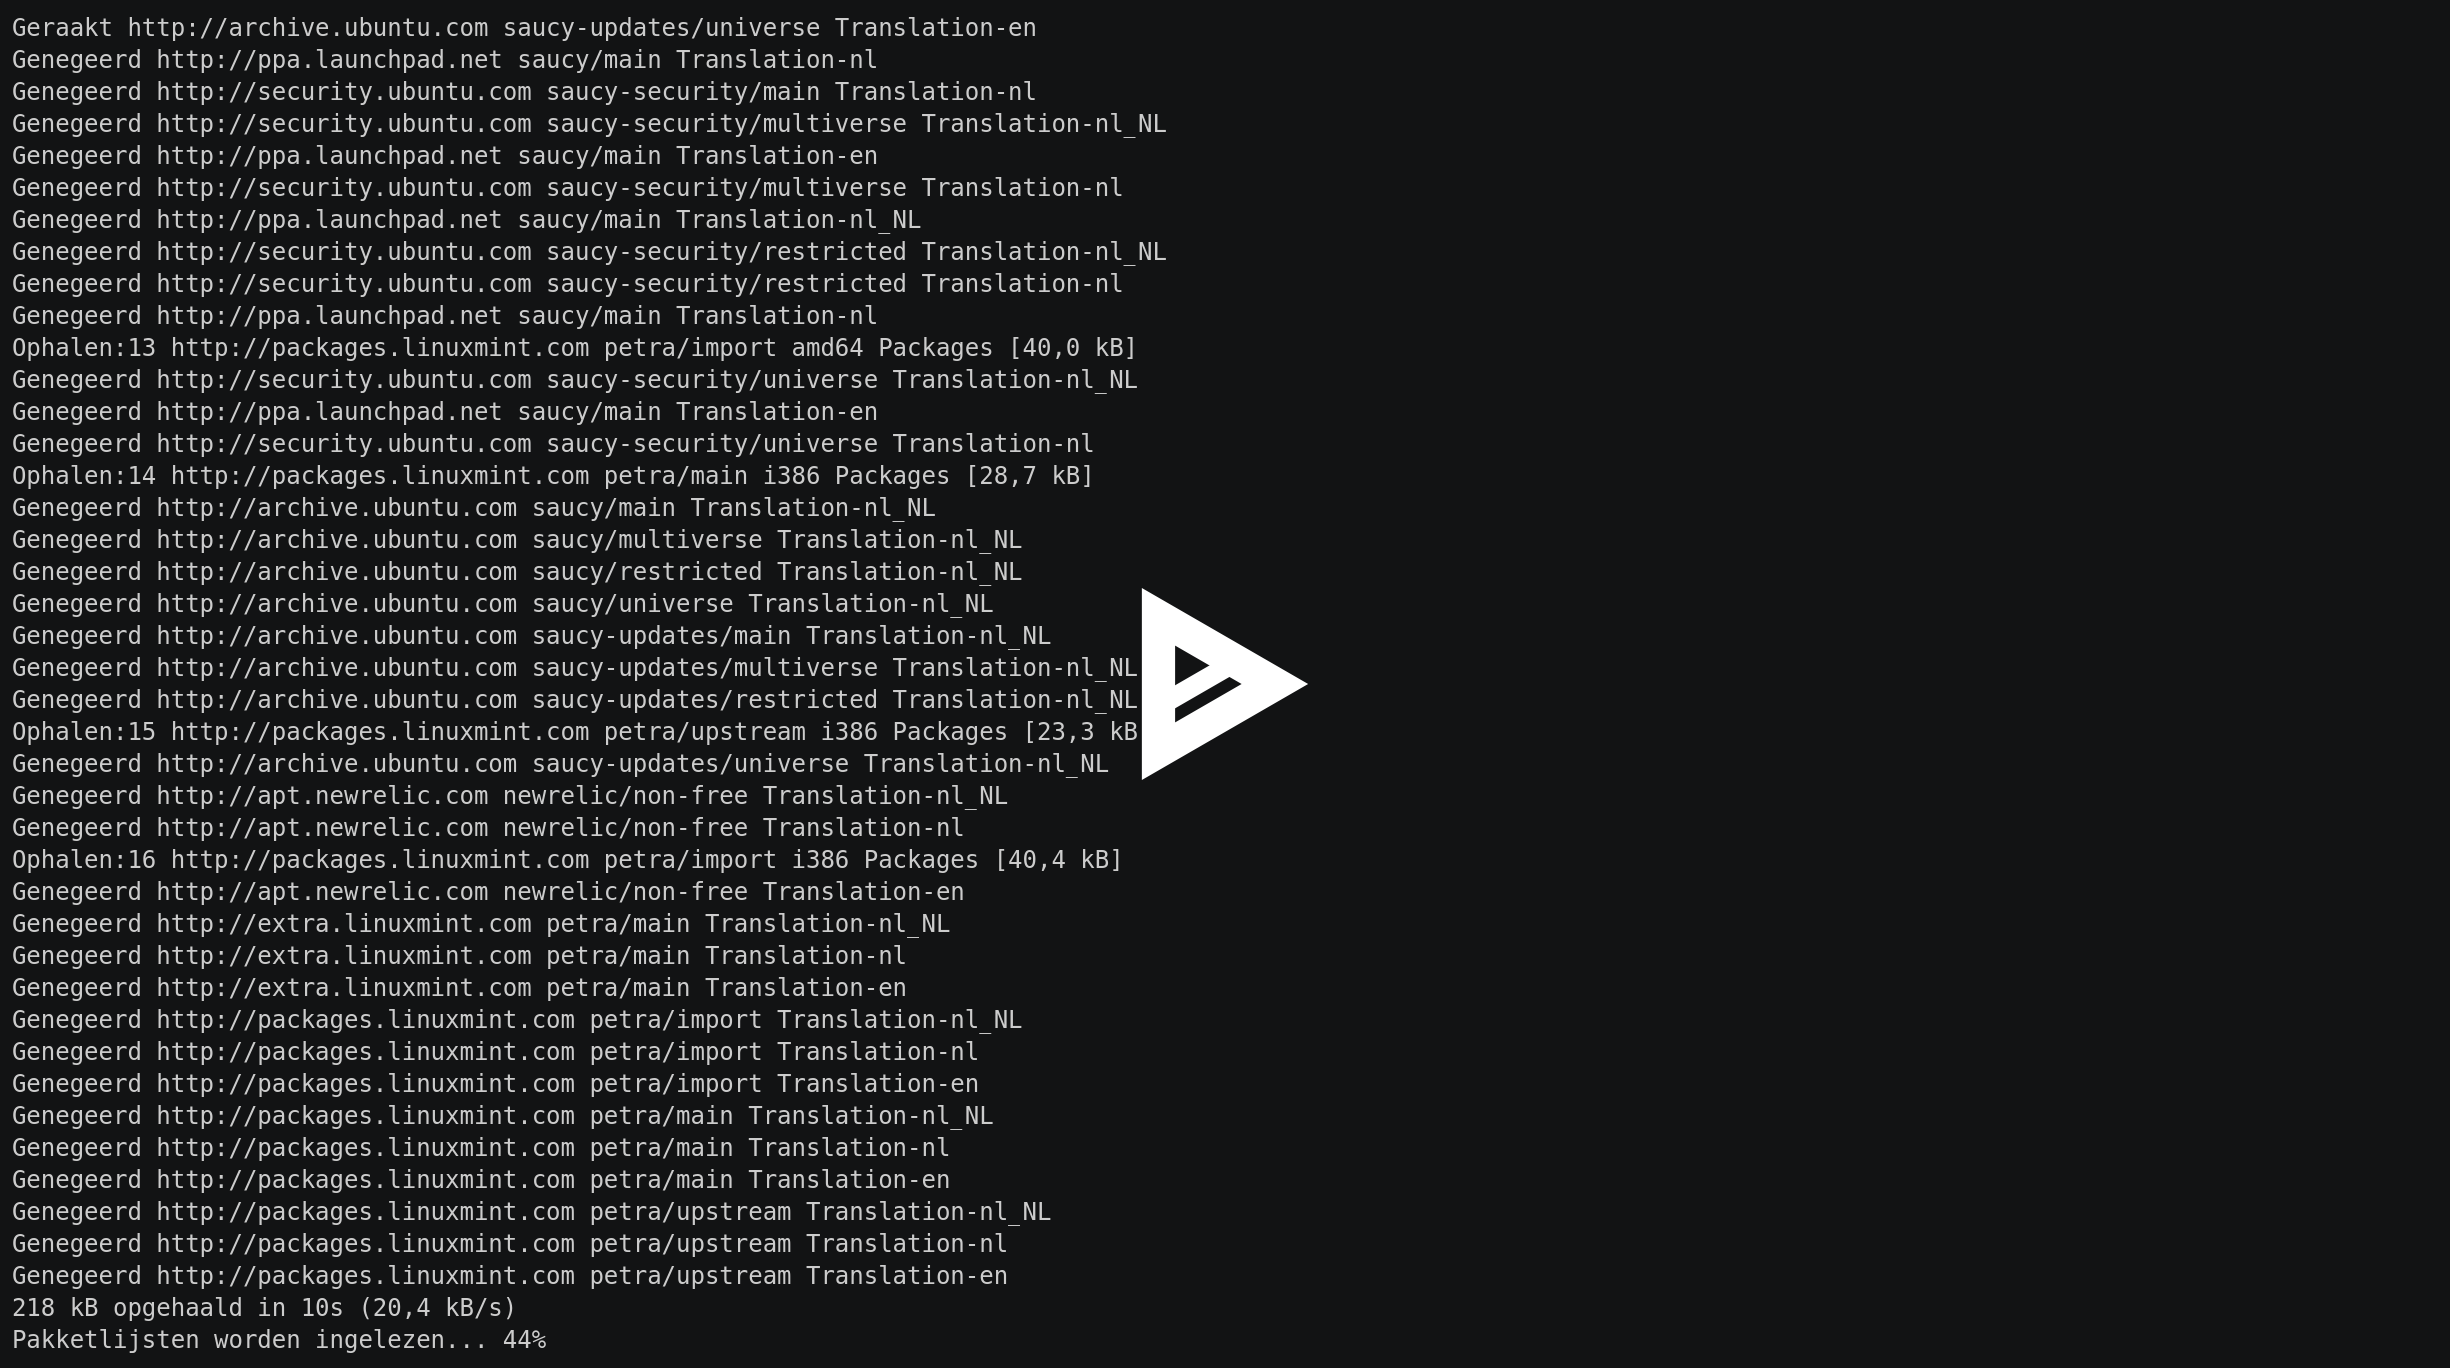 Geraakt http://archive.ubuntu.com saucy-updates/universe Translation-en
Genegeerd http://ppa.launchpad.net saucy/main Translation-nl
Genegeerd http://security.ubuntu.com saucy-security/main Translation-nl
Genegeerd http://security.ubuntu.com saucy-security/multiverse Translation-nl_NL
Genegeerd http://ppa.launchpad.net saucy/main Translation-en
Genegeerd http://security.ubuntu.com saucy-security/multiverse Translation-nl
Genegeerd http://ppa.launchpad.net saucy/main Translation-nl_NL
Genegeerd http://security.ubuntu.com saucy-security/restricted Translation-nl_NL
Genegeerd http://security.ubuntu.com saucy-security/restricted Translation-nl
Genegeerd http://ppa.launchpad.net saucy/main Translation-nl
Ophalen:13 http://packages.linuxmint.com petra/import amd64 Packages [40,0 kB]
Genegeerd http://security.ubuntu.com saucy-security/universe Translation-nl_NL
Genegeerd http://ppa.launchpad.net saucy/main Translation-en
Genegeerd http://security.ubuntu.com saucy-security/universe Translation-nl
Ophalen:14 http://packages.linuxmint.com petra/main i386 Packages [28,7 kB]
Genegeerd http://archive.ubuntu.com saucy/main Translation-nl_NL
Genegeerd http://archive.ubuntu.com saucy/multiverse Translation-nl_NL
Genegeerd http://archive.ubuntu.com saucy/restricted Translation-nl_NL
Genegeerd http://archive.ubuntu.com saucy/universe Translation-nl_NL
Genegeerd http://archive.ubuntu.com saucy-updates/main Translation-nl_NL
Genegeerd http://archive.ubuntu.com saucy-updates/multiverse Translation-nl_NL
Genegeerd http://archive.ubuntu.com saucy-updates/restricted Translation-nl_NL
Ophalen:15 http://packages.linuxmint.com petra/upstream i386 Packages [23,3 kB
Genegeerd http://archive.ubuntu.com saucy-updates/universe Translation-nl_NL
Genegeerd http://apt.newrelic.com newrelic/non-free Translation-nl_NL
Genegeerd http://apt.newrelic.com newrelic/non-free Translation-nl
Ophalen:16 http://packages.linuxmint.com petra/import i386 Packages [40,4 kB]
Genegeerd http://apt.newrelic.com newrelic/non-free Translation-en
Genegeerd http://extra.linuxmint.com petra/main Translation-nl_NL
Genegeerd http://extra.linuxmint.com petra/main Translation-nl
Genegeerd http://extra.linuxmint.com petra/main Translation-en
Genegeerd http://packages.linuxmint.com petra/import Translation-nl_NL
Genegeerd http://packages.linuxmint.com petra/import Translation-nl
Genegeerd http://packages.linuxmint.com petra/import Translation-en
Genegeerd http://packages.linuxmint.com petra/main Translation-nl_NL
Genegeerd http://packages.linuxmint.com petra/main Translation-nl
Genegeerd http://packages.linuxmint.com petra/main Translation-en
Genegeerd http://packages.linuxmint.com petra/upstream Translation-nl_NL
Genegeerd http://packages.linuxmint.com petra/upstream Translation-nl
Genegeerd http://packages.linuxmint.com petra/upstream Translation-en
218 kB opgehaald in 10s (20,4 kB/s)
Pakketlijsten worden ingelezen... 44%